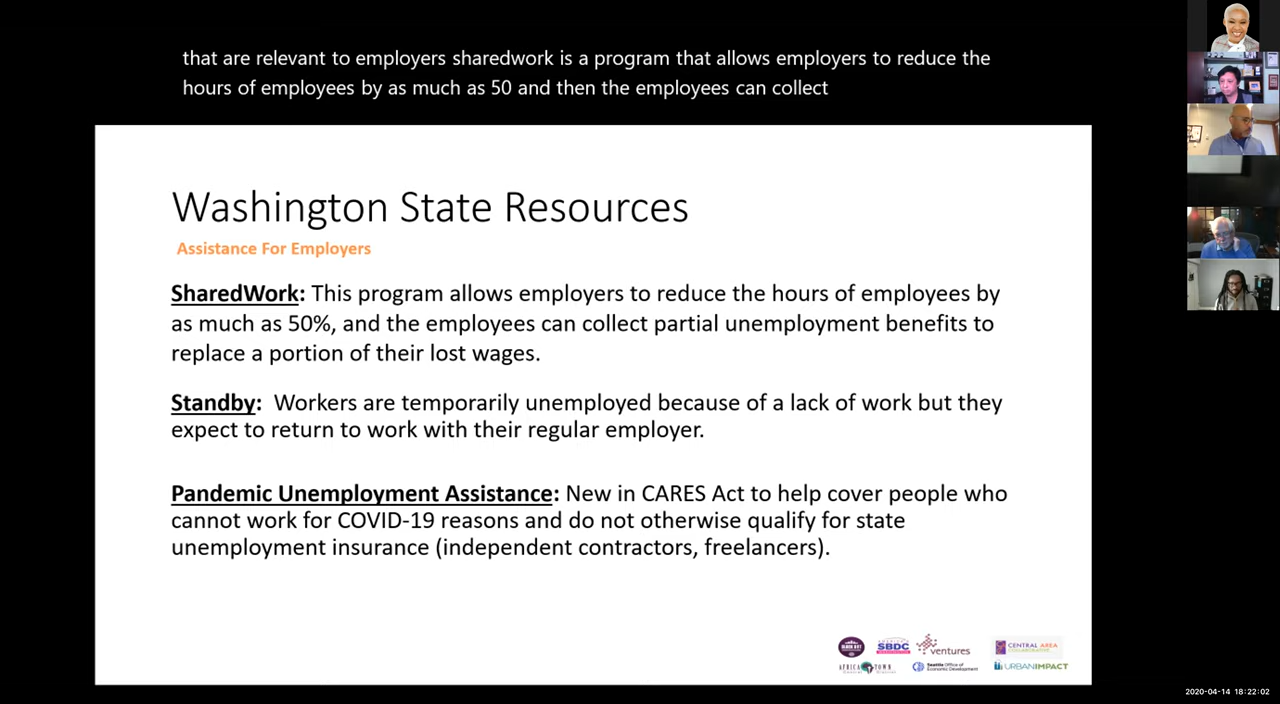 that are relevant to employers sharedwork is a program that allows employers to reduce the
hours of employees by as much as 50 and then the employees can collect
Washington State Resources
Assistance For Employers
SharedWork: This program allows employers to reduce the hours of employees by
as much as 50%, and the employees can collect partial unemployment benefits to
replace a portion of their lost wages.
Standby: Workers are temporarily unemployed because of a lack of work but they
expect to return to work with their regular employer.
Pandemic Unemployment Assistance: New in CARES Act to help cover people who
cannot work for COVID-19 reasons and do not otherwise qualify for state
unemployment insurance (independent contractors, freelancers).
SBDC
ventures
CENTRAL AREA
COLLABORATIVE
AFRICATOWN
Seattle Office of
Economic Development
URBANIMPACT
2020-04-14 18:22:02